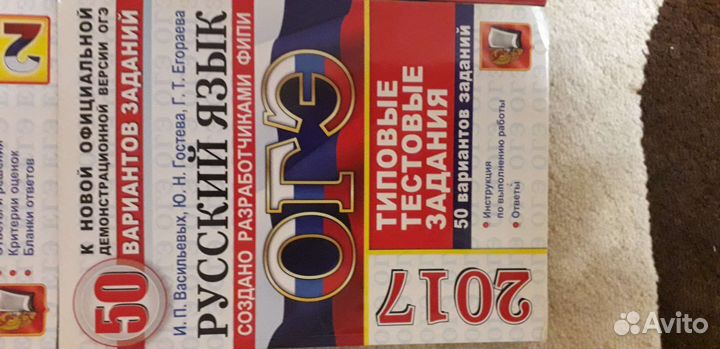 50
К НОВОЙ ОФИЦИАЛЬНОЙ
ДЕМОНСТРАЦИОННОЙ ВЕРСИИ ОГЭ
ВАРИАНТОВ ЗАДАНИЙ
И. П. Васильевых, Ю. Н. Гостева, Г. Т. Егораева
РУССКИЙ ЯЗЫК
СОЗДАНО РАЗРАБОТЧИКАМИ ФИПИ
ОГЭ
2017
ТИПОВЫЕ
ТЕСТОВЫЕ
ЗАДАНИЯ
50 вариантов заданий
• Инструкция
по выполнению работы
• Ответы
2
Критерии оценок
Бланки ответов
Avito